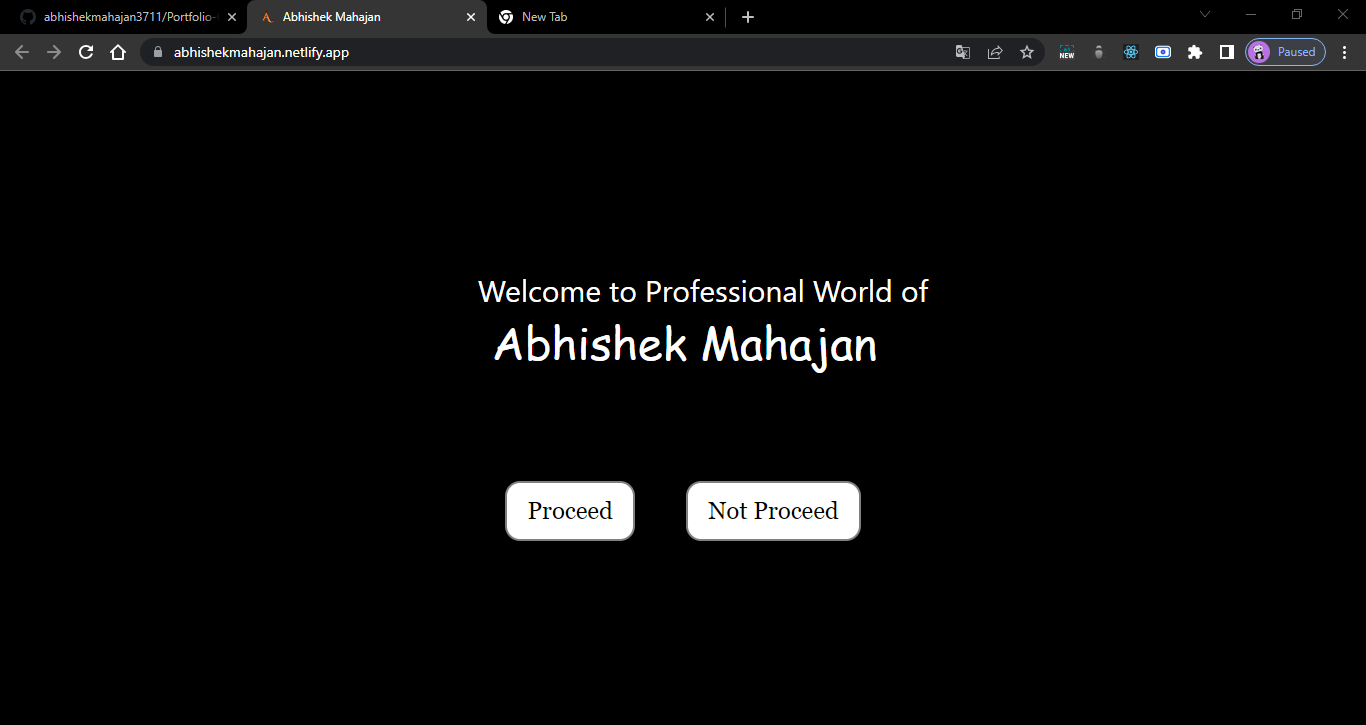 abhishekmahajan3711/Portfolio-
Abhishek Mahajan
New Tab
abhishekmahajan.netlify.app
NEW
Paused
Welcome to Professional World of
Abhishek Mahajan
Proceed
Not Proceed